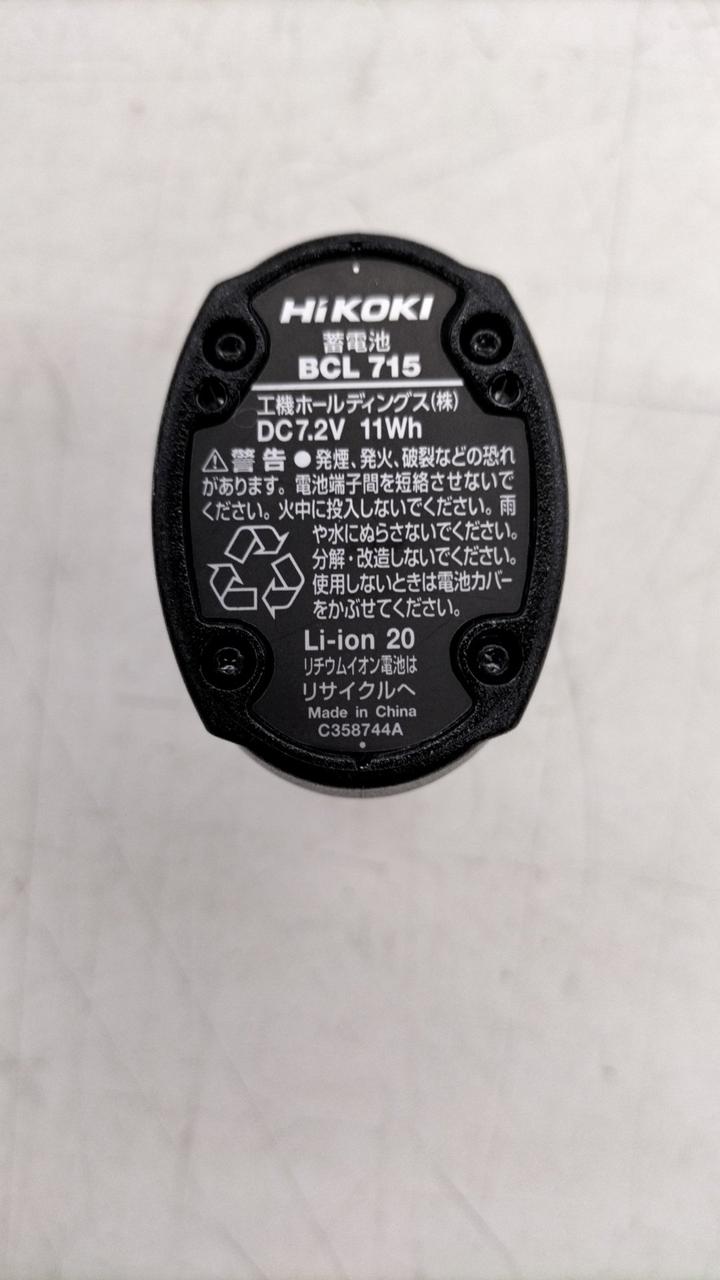 HiKOKI
蓄電池
BCL 715
工機ホールディングス(株)
DC7.2V 11Wh
⚠警告 ●発煙、発火、破裂などの恐れ
があります。電池端子間を短絡させないで
ください。火中に投入しないでください。雨
や水にぬらさないでください。
分解・改造しないでください。
使用しないときは電池カバー
をかぶせてください。
Li-ion 20
リチウムイオン電池は
リサイクルへ
Made in China
C358744A